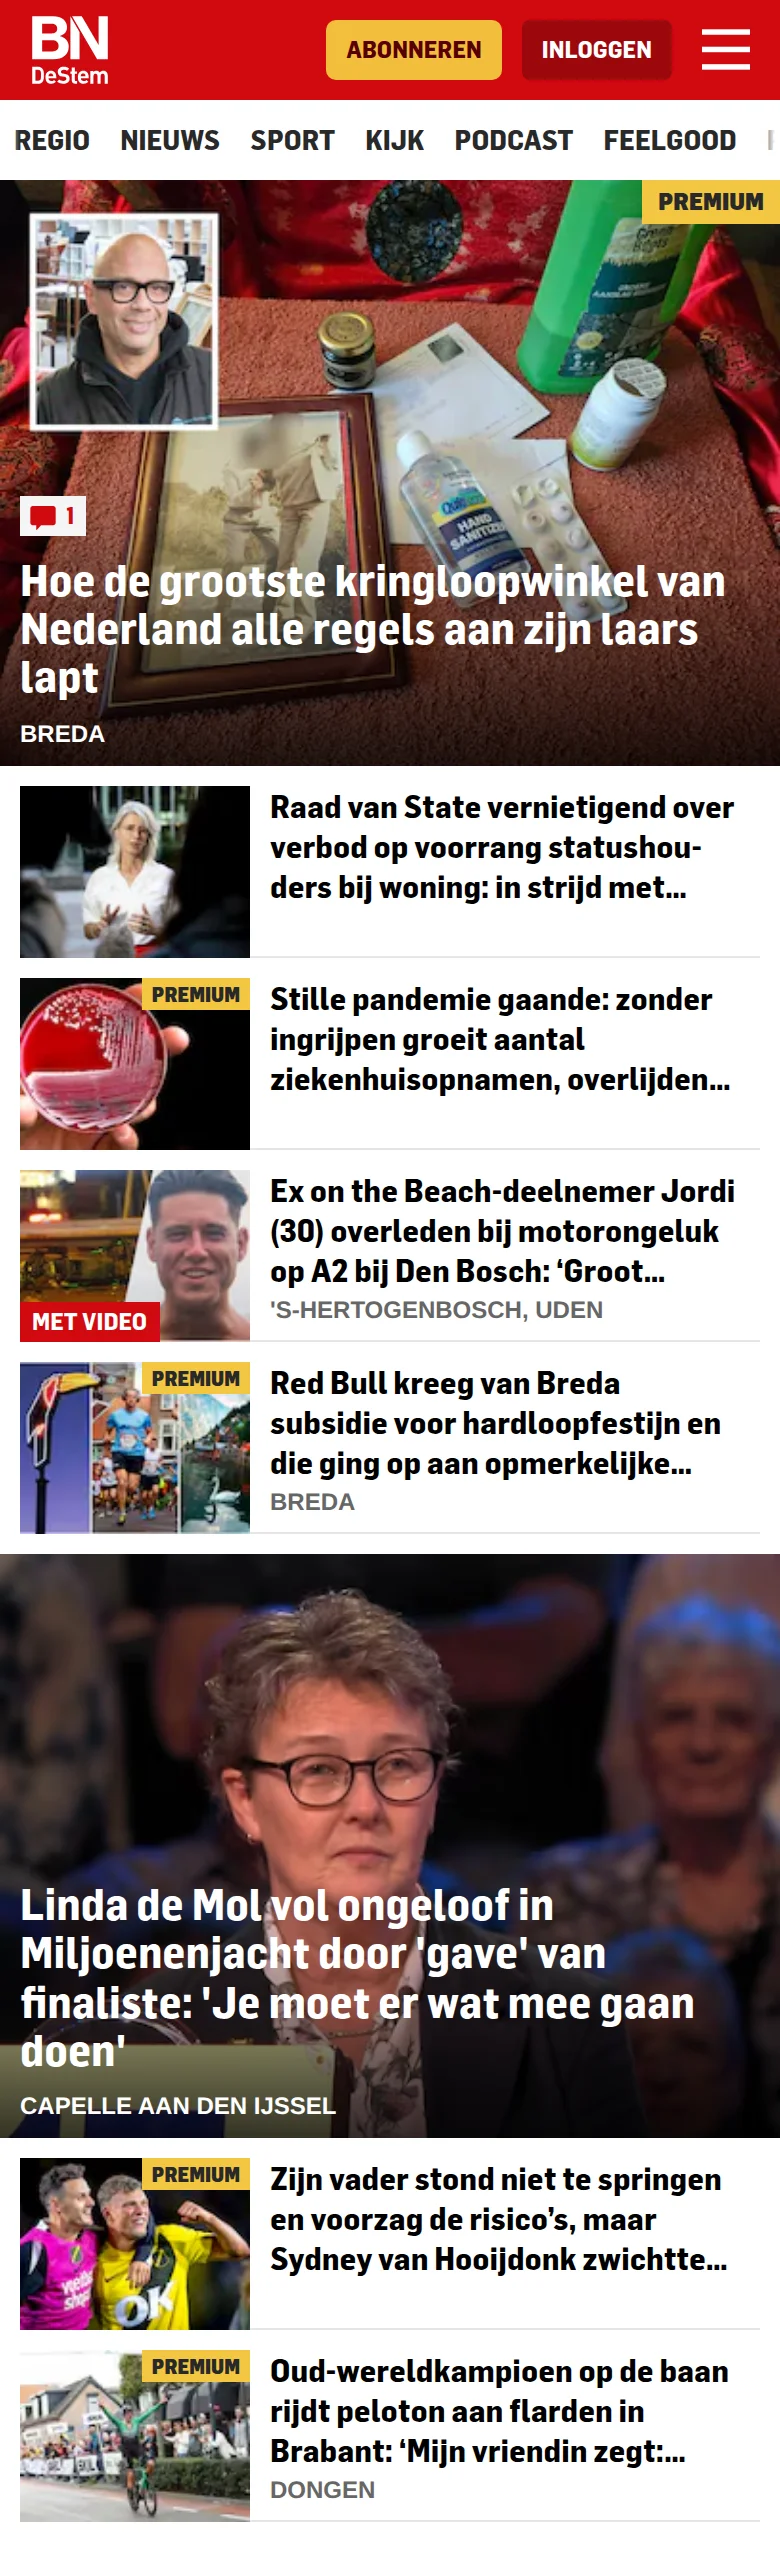 BN
DeStem
ABONNEREN
INLOGGEN
REGIO NIEUWS SPORT KIJK PODCAST FEELGOOD
PREMIUM
HAND
1
Hoe de grootste kringloopwinkel van
Nederland alle regels aan zijn laars
lapt
BREDA
Raad van State vernietigend over
verbod op voorrang statushou-
ders bij woning: in strijd met...
PREMIUM
Stille pandemie gaande: zonder
ingrijpen groeit aantal
ziekenhuisopnamen, overlijden...
MET VIDEO
Ex on the Beach-deelnemer Jordi
(30) overleden bij motorongeluk
op A2 bij Den Bosch: ‘Groot...
'S-HERTOGENBOSCH, UDEN
PREMIUM
Red Bull kreeg van Breda
subsidie voor hardloopfestijn en
die ging op aan opmerkelijke...
BREDA
Linda de Mol vol ongeloof in
Miljoenenjacht door 'gave' van
finaliste: 'Je moet er wat mee gaan
doen'
CAPELLE AAN DEN IJSSEL
PREMIUM
OK
Zijn vader stond niet te springen
en voorzag de risico’s, maar
Sydney van Hooijdonk zwichtte...
PREMIUM
Oud-wereldkampioen op de baan
rijdt peloton aan flarden in
Brabant: ‘Mijn vriendin zegt:...
DONGEN